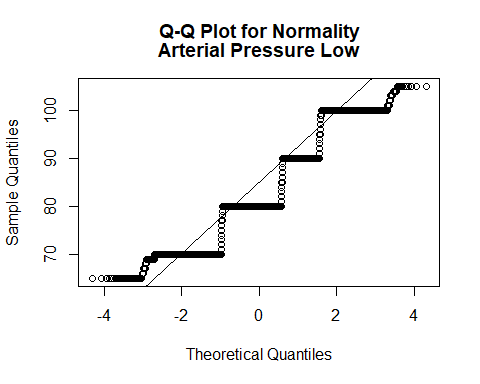 Q-Q Plot for Normality
Arterial Pressure Low
Sample Quantiles
100
90
80
70
-4 -2 0 2 4
Theoretical Quantiles